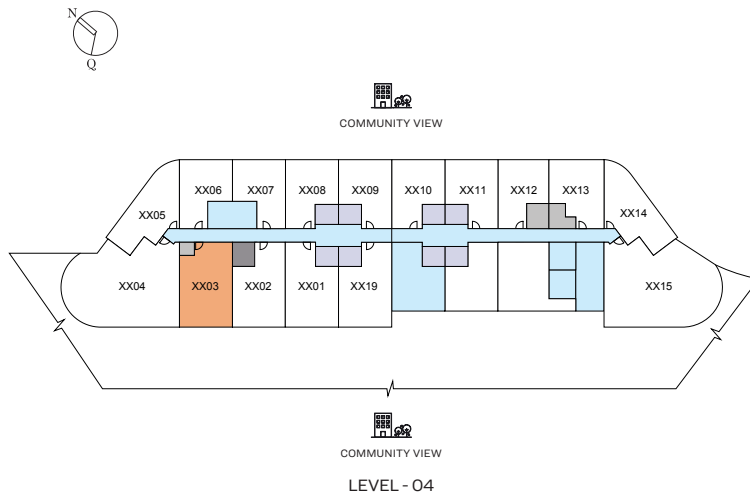 N
Q
COMMUNITY VIEW
XX06 XX07 XX08 XX09 XX10 XX11 XX12 XX13
XX05 XX14
XX04 XX03 XX02 XX01 XX19 XX15
COMMUNITY VIEW
LEVEL - 04